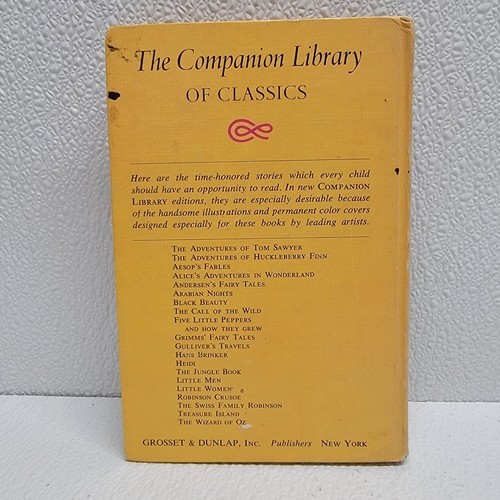 The Companion Library
OF CLASSICS
Here are the time-honored stories which every child
should have an opportunity to read. In new COMPANION
LIBRARY editions, they are especially desirable because
of the handsome illustrations and permanent color covers
designed especially for these books by leading artists.
THE ADVENTURES OF TOM SAWYER
THE ADVENTURES OF HUCKLEBERRY FINN
AESOP'S FABLES
ALICE'S ADVENTURES IN WONDERLAND
ANDERSEN'S FAIRY TALES
ARABIAN NIGHTS
BLACK BEAUTY
THE CALL OF THE WILD
FIVE LITTLE PEPPERS
AND HOW THEY GREW
GRIMMS' FAIRY TALES
GULLIVER'S TRAVELS
HANS BRINKER
HEIDI
THE JUNGLE BOOK
LITTLE MEN
LITTLE WOMEN
ROBINSON CRUSOE
THE SWISS FAMILY ROBINSON
TREASURE ISLAND
THE WIZARD OF OZ
GROSSET & DUNLAP, INC. Publishers NEW YORK